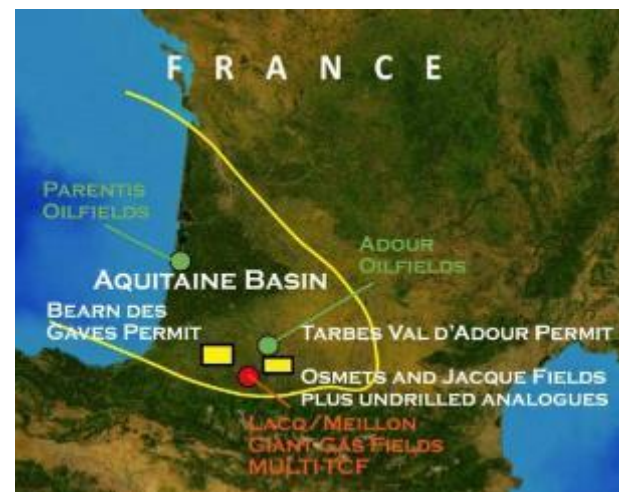 FRANCE
PARENTIS
OILFIELDS
ADOUR
OILFIELDS
AQUITAINE BASIN
BEARN DES
GAVES PERMIT
TARBES VAL D'ADOUR PERMIT
OSMETS AND JACQUE FIELDS
PLUS UNDRILLED ANALOGUES
LACQ/MEILLON
GIANT GAS FIELDS
MULTI TCF